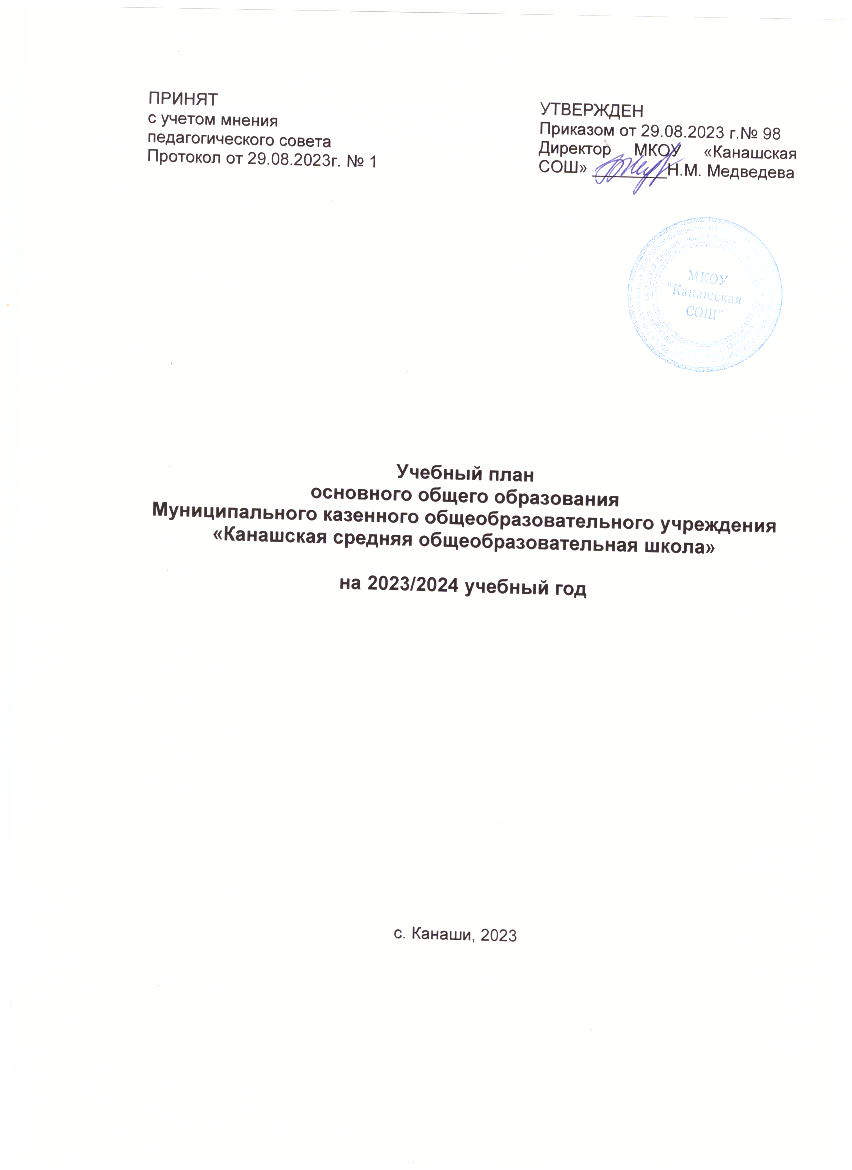 ПРИНЯТ
с учетом мнения
педагогического совета
Протокол от 29.08.2023г. № 1
УТВЕРЖДЕН
Приказом от 29.08.2023 г.№ 98
Директор МКОУ «Канашская
СОШ» ________Н.М. Медведева
МКОУ
"Канашская
СОШ"
Учебный план
основного общего образования
Муниципального казенного общеобразовательного учреждения
«Канашская средняя общеобразовательная школа»
на 2023/2024 учебный год
с. Канаши, 2023